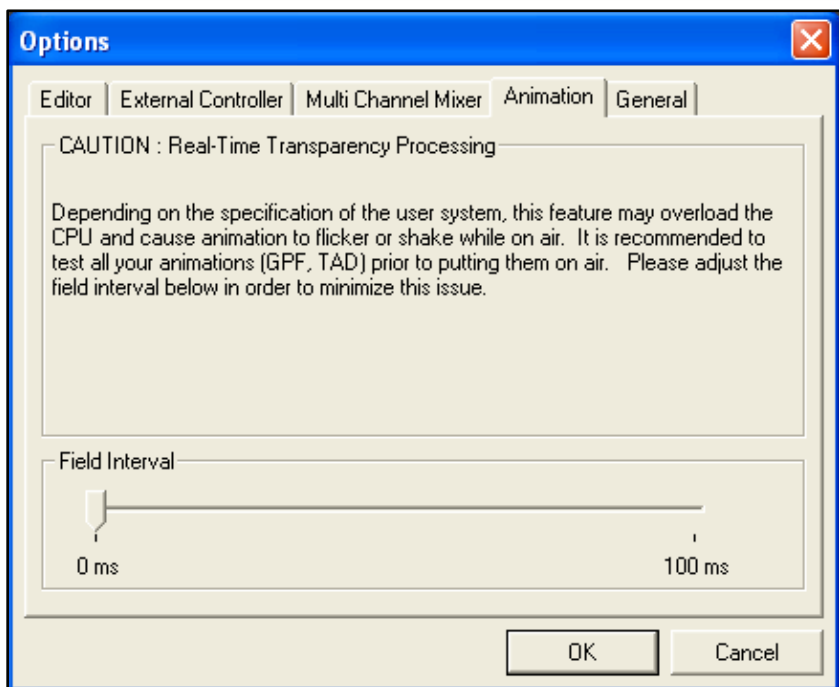 Options
Editor External Controller Multi Channel Mixer Animation General
CAUTION : Real-Time Transparency Processing
Depending on the specification of the user system, this feature may overload the
CPU and cause animation to flicker or shake while on air. It is recommended to
test all your animations (GPF, TAD) prior to putting them on air. Please adjust the
field interval below in order to minimize this issue.
Field Interval
0 ms 100 ms
OK Cancel